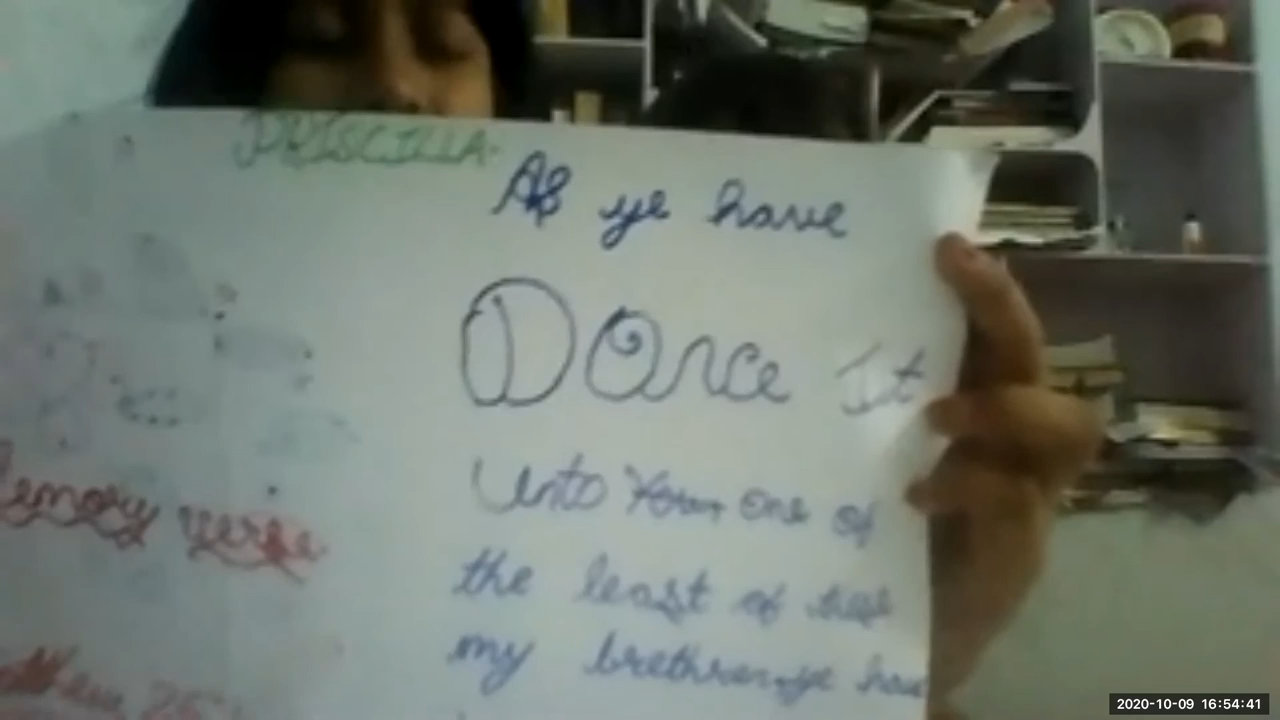 PRISCILLA
As ye have
Done It
Unto
one of
the least of
my brethren, ye have
Memory verse
2020-10-09 16:54:41